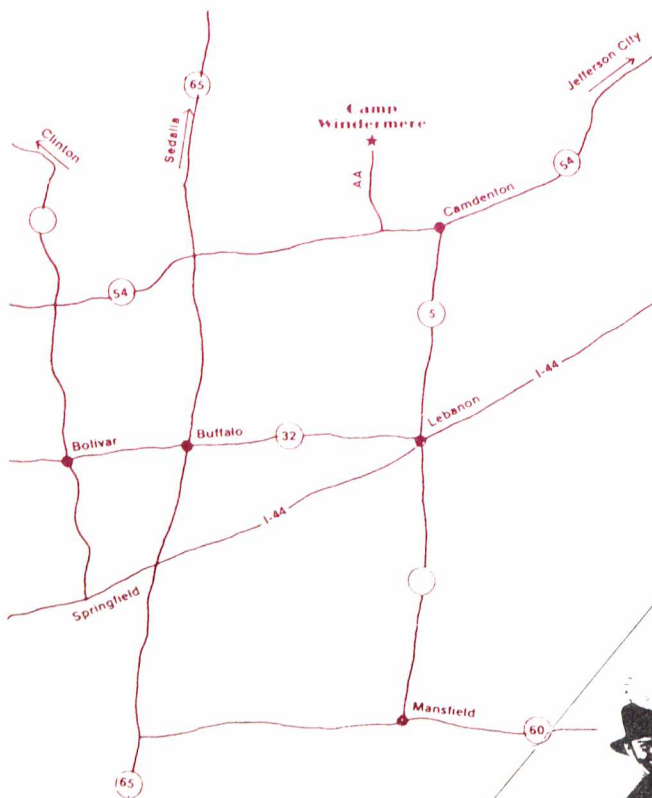 65
Jefferson City
Camp
Windermere
Clinton
Sedalia
AA
54
Camdenton
54
5
I-44
Lebanon
Bolivar
Buffalo
32
I-44
Springfield
Mansfield
60
65